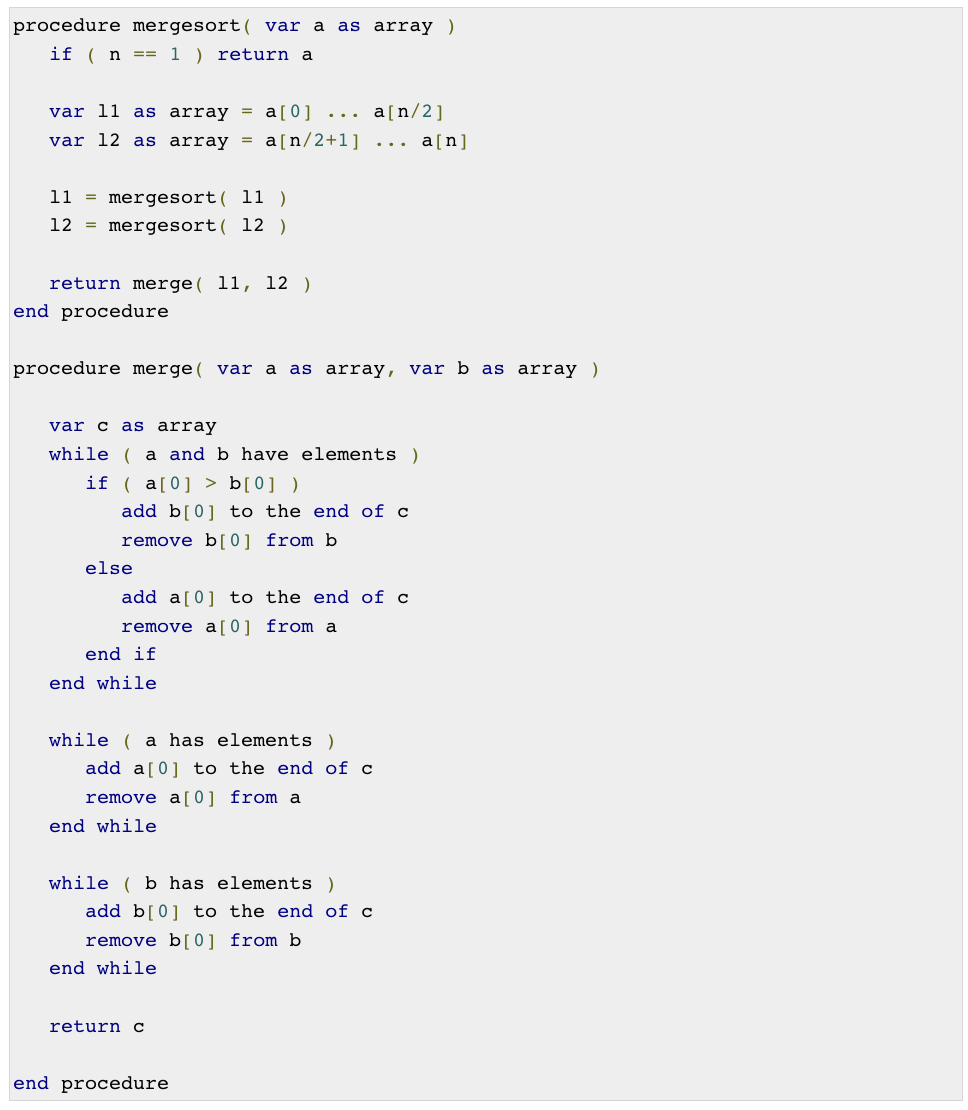 procedure mergesort( var a as array )
   if ( n == 1 ) return a

   var l1 as array = a[0] ... a[n/2]
   var l2 as array = a[n/2+1] ... a[n]

   l1 = mergesort( l1 )
   l2 = mergesort( l2 )

   return merge( l1, l2 )
end procedure

procedure merge( var a as array, var b as array )

   var c as array
   while ( a and b have elements )
      if ( a[0] > b[0] )
         add b[0] to the end of c
         remove b[0] from b
      else
         add a[0] to the end of c
         remove a[0] from a
      end if
   end while

   while ( a has elements )
      add a[0] to the end of c
      remove a[0] from a
   end while

   while ( b has elements )
      add b[0] to the end of c
      remove b[0] from b
   end while

   return c

end procedure